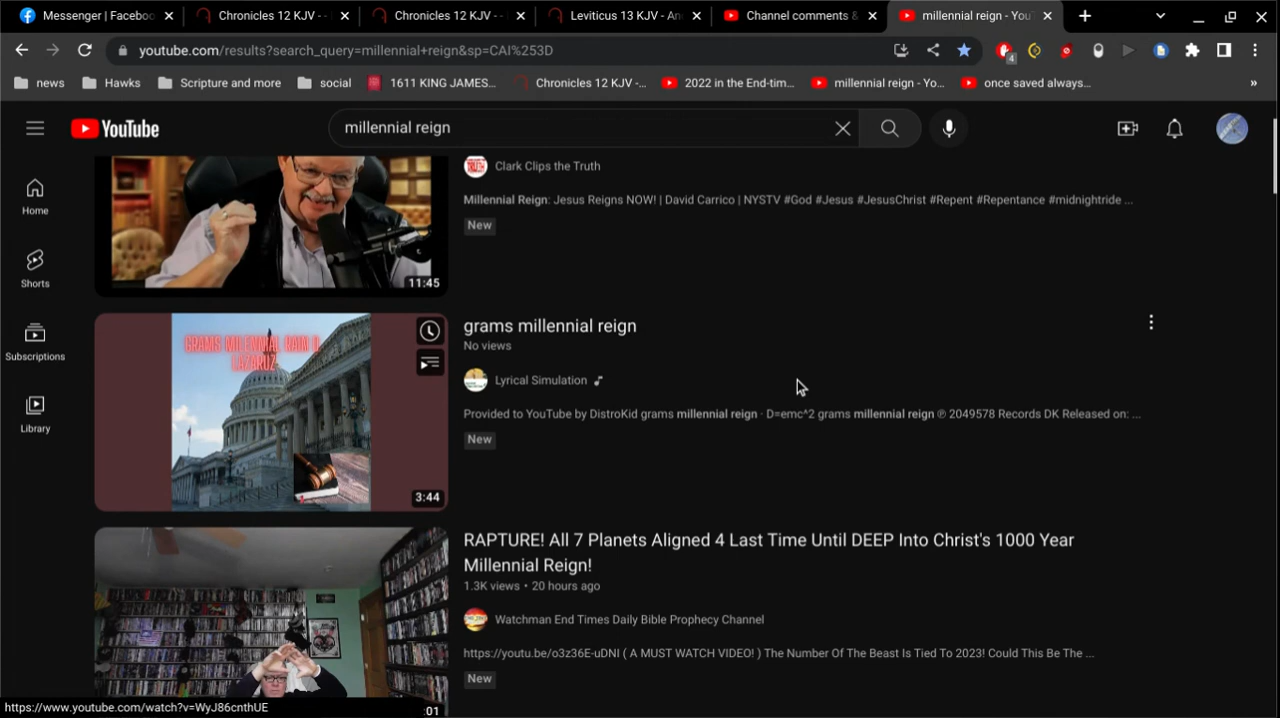 Messenger | Faceboo
Chronicles 12 KJV - -
Chronicles 12 KJV - -
Leviticus 13 KJV - An
Channel comments &
millennial reign - You
youtube.com/results?search_query=millennial+reign&sp=CAI%253D
4
news
Hawks
Scripture and more
social
1611 KING JAMES...
Chronicles 12 KJV -...
2022 in the End-tim...
millennial reign - Yo...
once saved always...
»
YouTube
millennial reign
Home
Shorts
Subscriptions
Library
Clark Clips the Truth
Millennial Reign: Jesus Reigns NOW! | David Carrico | NYSTV #God #Jesus #JesusChrist #Repent #Repentance #midnightride ...
New
11:45
grams millennial reign
No views
Lyrical Simulation
Provided to YouTube by DistroKid grams millennial reign · D=emc^2 grams millennial reign ℗ 2049578 Records DK Released on: ...
New
3:44
RAPTURE! All 7 Planets Aligned 4 Last Time Until DEEP Into Christ's 1000 Year
Millennial Reign!
1.3K views • 20 hours ago
Watchman End Times Daily Bible Prophecy Channel
https://youtu.be/o3z36E-uDNI ( A MUST WATCH VIDEO! ) The Number Of The Beast Is Tied To 2023! Could This Be The ...
New
:01
https://www.youtube.com/watch?v=WyJ86cnthUE